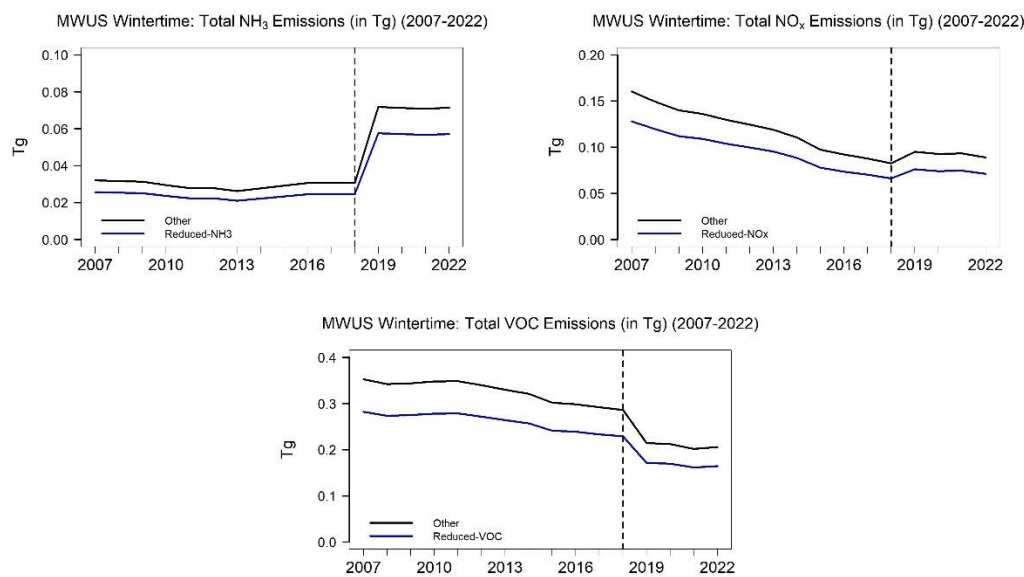 MWUS Wintertime: Total NH₃ Emissions (in Tg) (2007-2022)
0.10
0.08
0.06
0.04
0.02
0.00
Tg
Other
Reduced-NH3
2007 2010 2013 2016 2019 2022
MWUS Wintertime: Total NOₓ Emissions (in Tg) (2007-2022)
0.20
0.15
0.10
0.05
0.00
Tg
Other
Reduced-NOx
2007 2010 2013 2016 2019 2022
MWUS Wintertime: Total VOC Emissions (in Tg) (2007-2022)
0.4
0.3
0.2
0.1
0.0
Tg
Other
Reduced-VOC
2007 2010 2013 2016 2019 2022